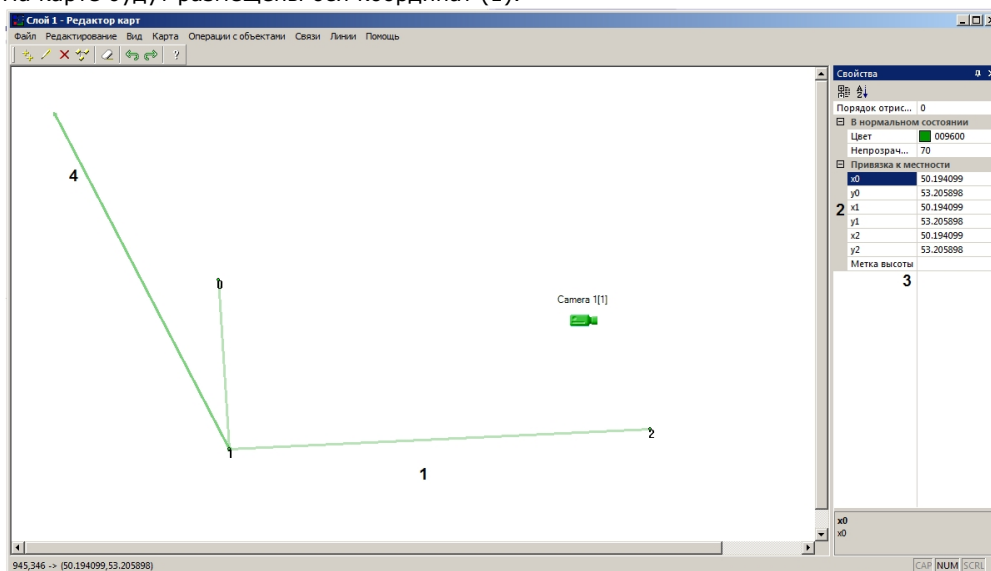 На карте будут размещены оси координат (1).
Слой 1 - Редактор карт
Файл Редактирование Вид Карта Операции с объектами Связи Линии Помощь
Свойства
Порядок отрис... 0
В нормальном состоянии
Цвет 009600
Непрозрач... 70
Привязка к местности
x0 50.194099
y0 53.205898
2 x1 50.194099
y1 53.205898
x2 50.194099
y2 53.205898
Метка высоты
3
4
0
Camera 1[1]
2
1
1
x0
x0
945,346 -> (50.194099,53.205898)
CAP NUM SCRL